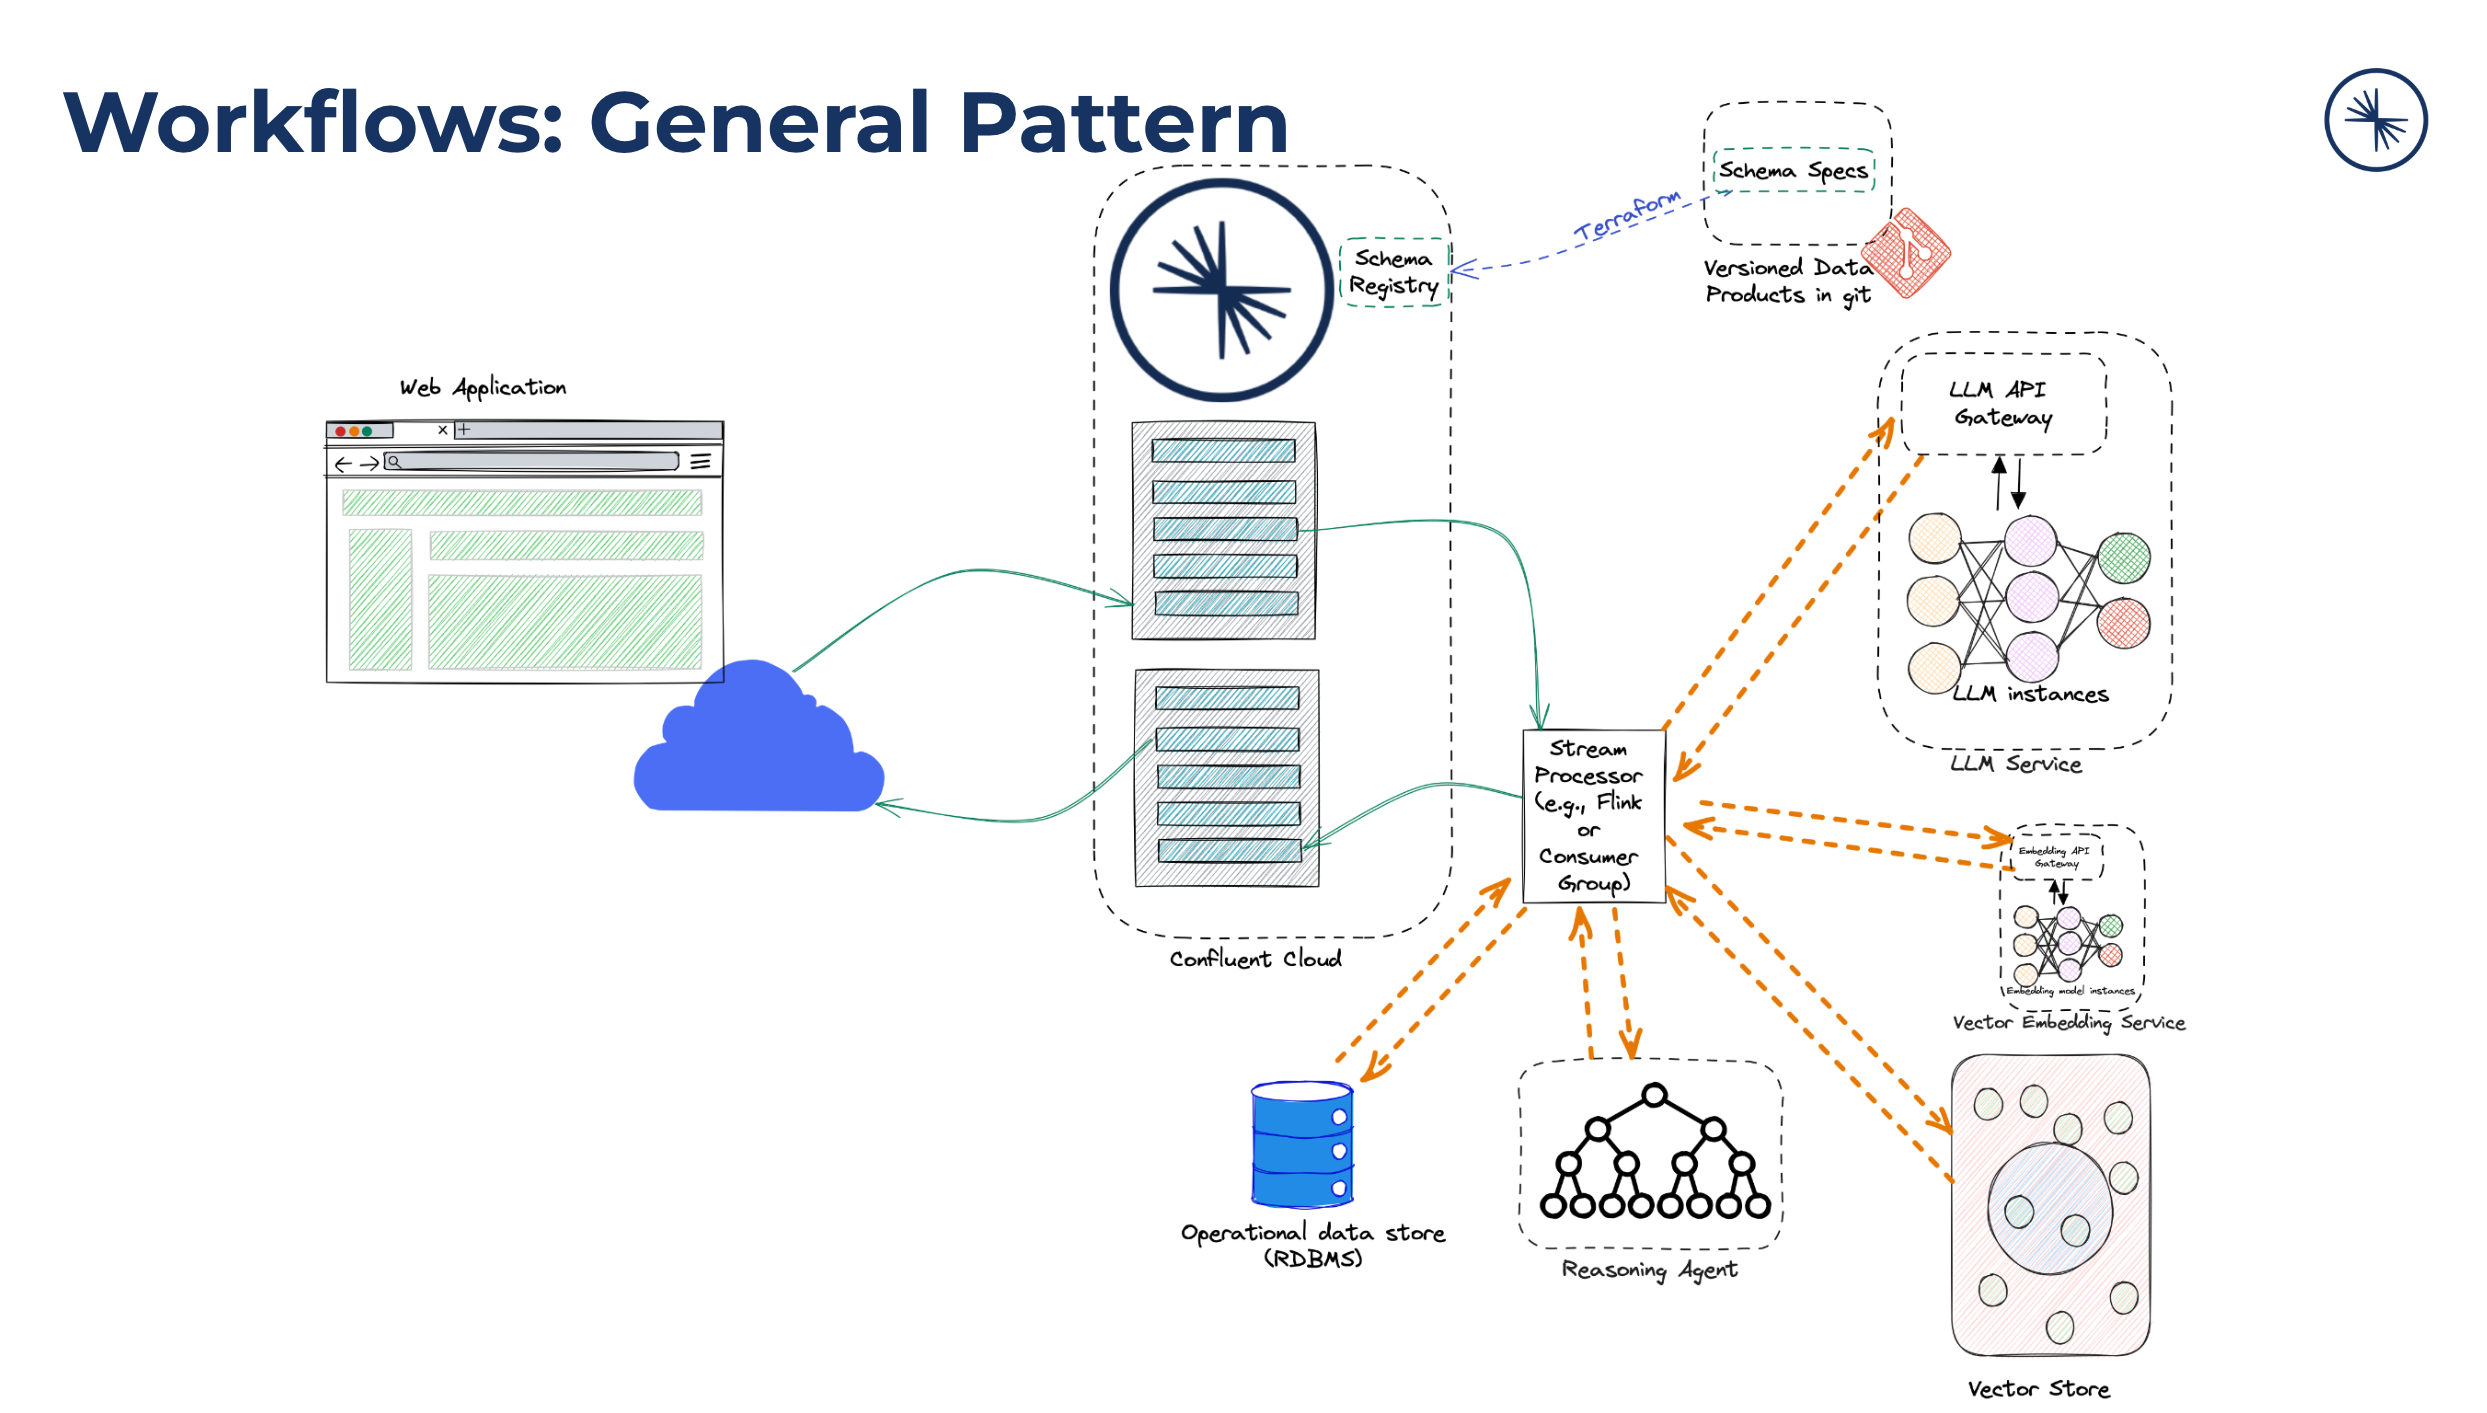 Workflows: General Pattern
Schema Specs
Terraform
Versioned Data
Products in git
Schema
Registry
Web Application
LLM API
Gateway
LLM instances
LLM Service
Stream
Processor
(e.g., Flink
or
Consumer
Group)
Embedding API
Gateway
Embedding model instances
Vector Embedding Service
Confluent Cloud
Operational data store
(RDBMS)
Reasoning Agent
Vector Store